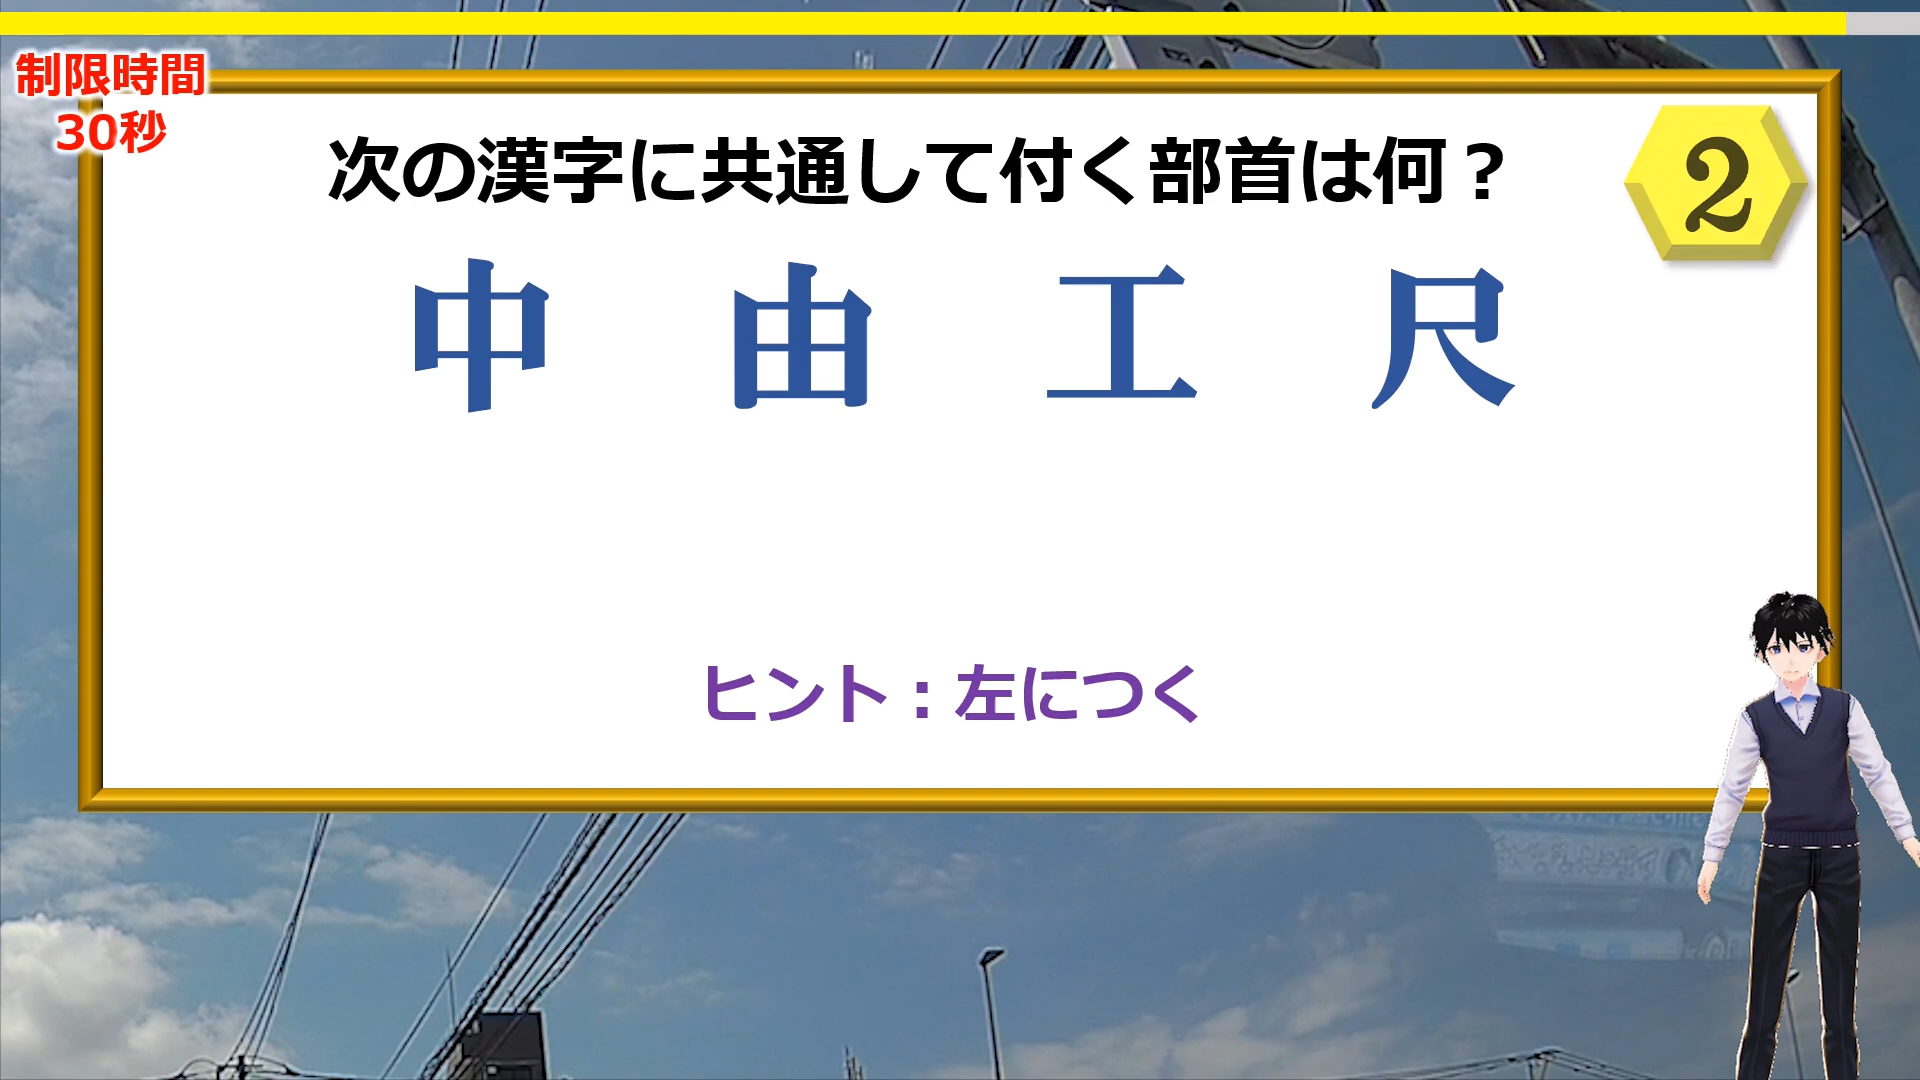 制限時間
30秒
次の漢字に共通して付く部首は何？
2
中 由 工 尺
ヒント：左につく